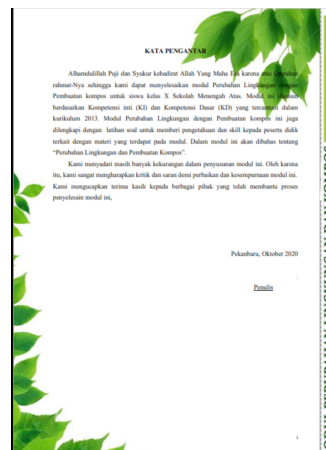 KATA PENGANTAR
Alhamdulillah Puji dan Syukur kehadirat Allah Yang Maha Esa karena atas limpahan
rahmat-Nya sehingga kami dapat menyelesaikan modul Perubahan Lingkungan dengan
Pembuatan kompos untuk siswa kelas X Sekolah Menengah Atas. Modul ini disusun
berdasarkan Kompetensi inti (KI) dan Kompetensi Dasar (KD) yang tercantum dalam
kurikulum 2013. Modul Perubahan Lingkungan dengan Pembuatan kompos ini juga
dilengkapi dengan letihan soal untuk memberi pengetahuan dan skill kepada peserta didik
terkait dengan materi yang terdapat pada modul. Dalam modul ini akan dibahas tentang
"Perubahan Lingkungan dan Pembuatan Kompos".
Kami menyadari masih banyak kekurangan dalam penyusunan modul ini. Oleh karena
itu, kami sangat mengharapkan kritik dan saran demi perbaikan dan kesempurnaan modul ini.
Kami mengucapkan terima kasih kepada berbagai pihak yang telah membantu proses
penyelesain modul ini,
Pekanbaru, Oktober 2020
Penulis
i